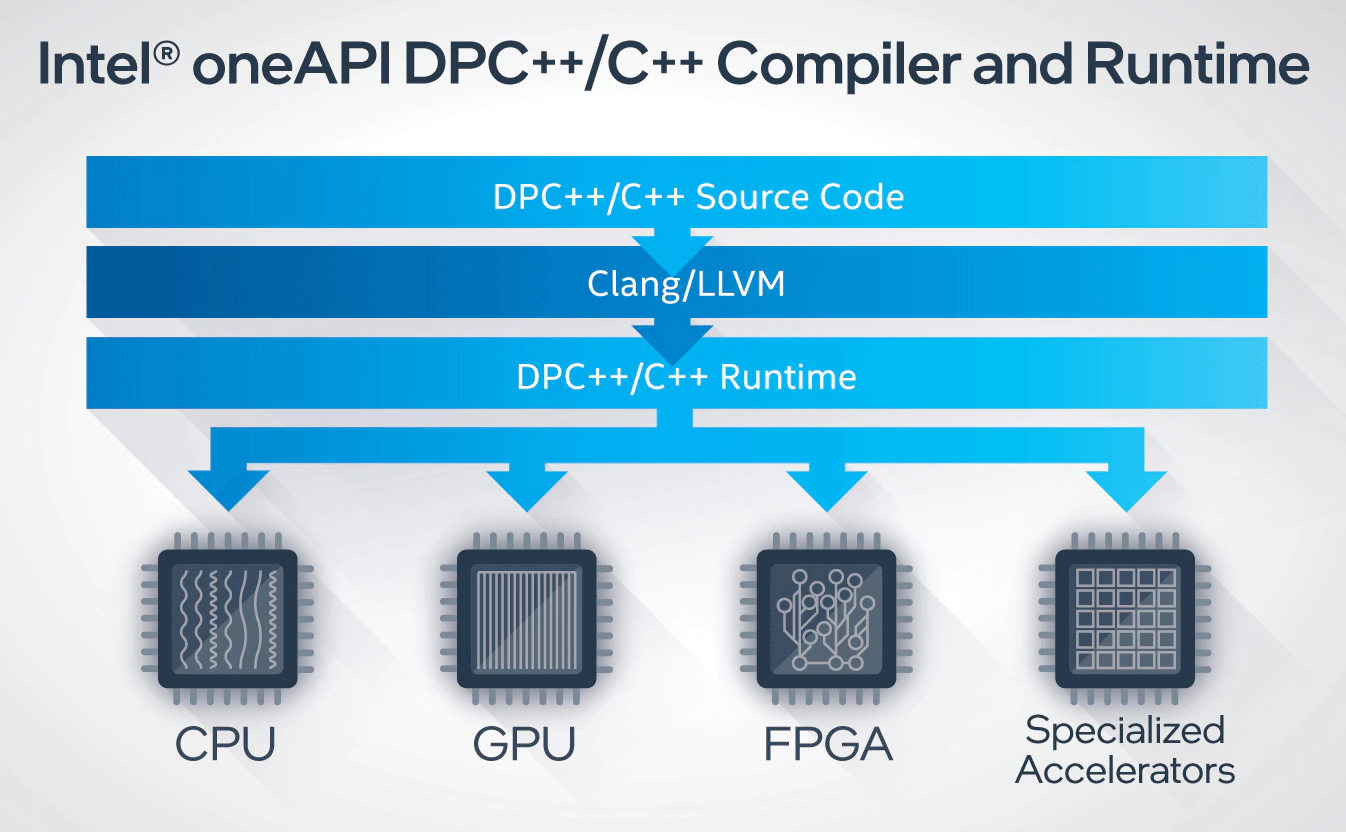 Intel® oneAPI DPC++/C++ Compiler and Runtime
DPC++/C++ Source Code
Clang/LLVM
DPC++/C++ Runtime
CPU
GPU
FPGA
Specialized
Accelerators